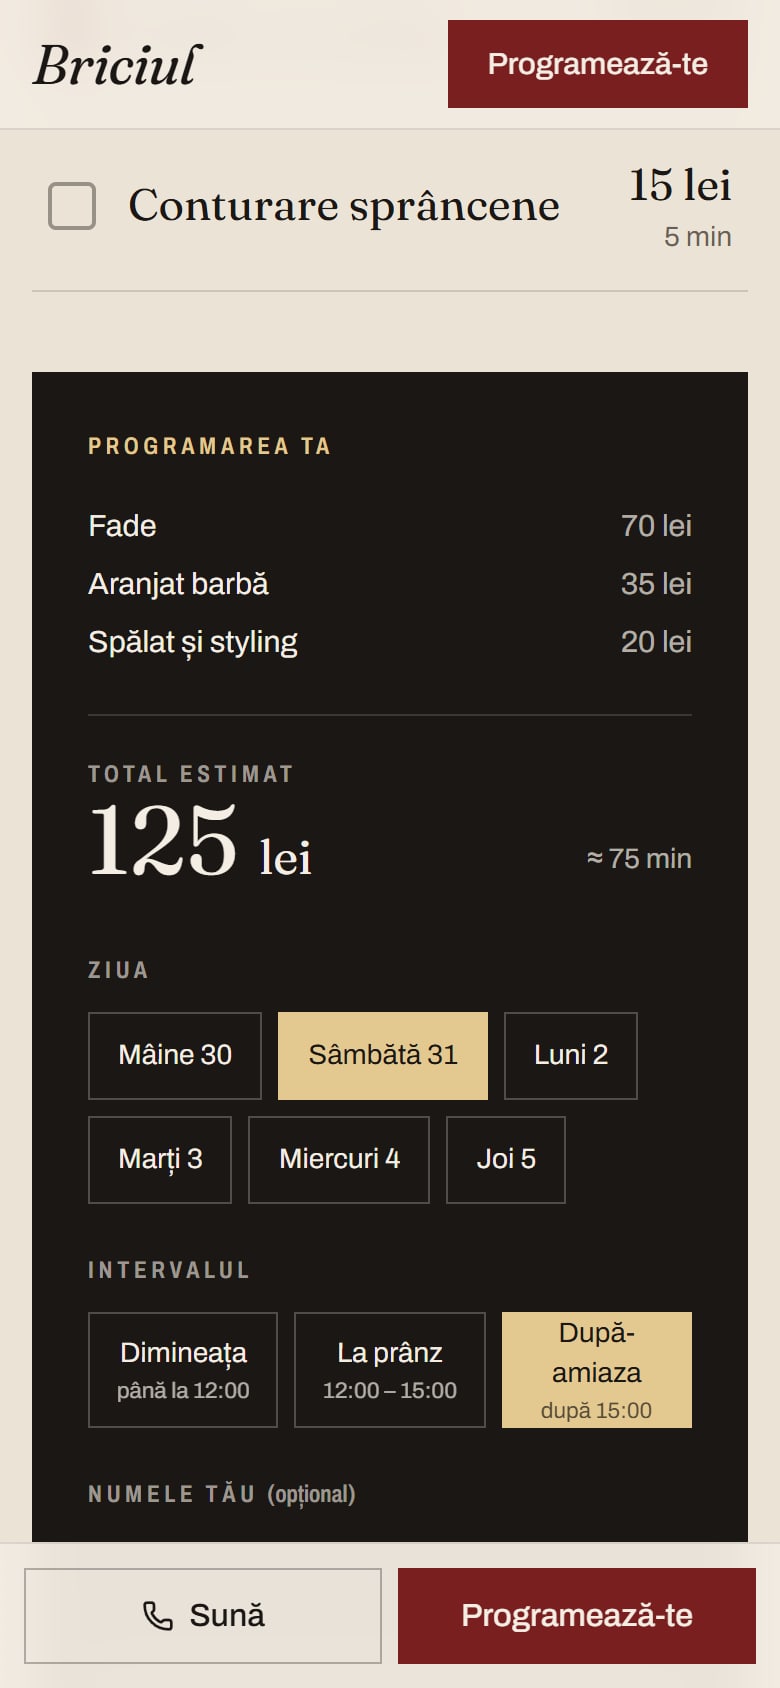 Briciul
Programează-te
Conturare sprâncene
15 lei
5 min
PROGRAMAREA TA
Fade 70 lei
Aranjat barbă 35 lei
Spălat și styling 20 lei
TOTAL ESTIMAT
125 lei ≈ 75 min
ZIUA
Mâine 30 Sâmbătă 31 Luni 2
Marți 3 Miercuri 4 Joi 5
INTERVALUL
Dimineața
până la 12:00
La prânz
12:00 – 15:00
După-
amiaza
după 15:00
NUMELE TĂU (opțional)
Sună Programează-te